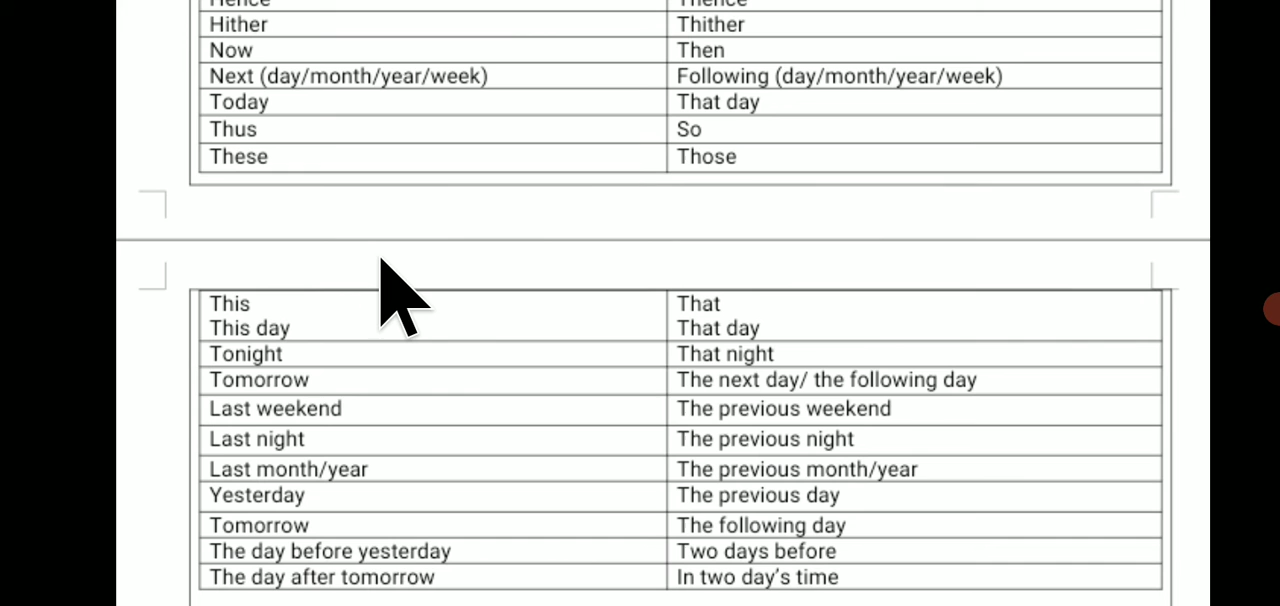 Hence Thence
Hither Thither
Now Then
Next (day/month/year/week) Following (day/month/year/week)
Today That day
Thus So
These Those
This That
This day That day
Tonight That night
Tomorrow The next day/ the following day
Last weekend The previous weekend
Last night The previous night
Last month/year The previous month/year
Yesterday The previous day
Tomorrow The following day
The day before yesterday Two days before
The day after tomorrow In two day’s time